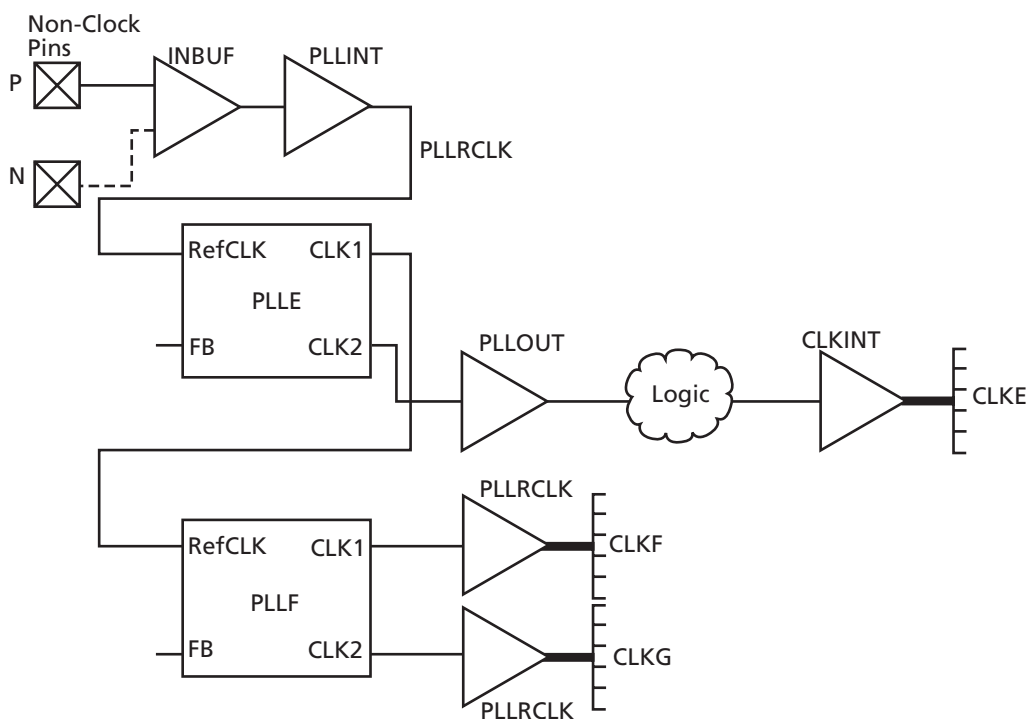 Non-Clock
Pins
INBUF
PLLINT
P
N
PLLRCLK
RefCLK
CLK1
PLLE
FB
CLK2
PLLOUT
Logic
CLKINT
CLKE
RefCLK
CLK1
PLLF
FB
CLK2
PLLRCLK
CLKF
CLKG
PLLRCLK